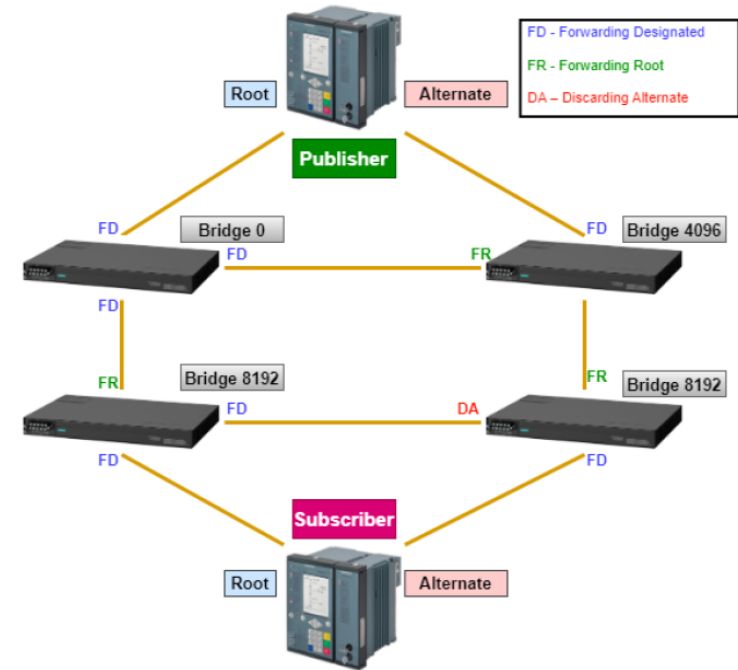 FD - Forwarding Designated
FR - Forwarding Root
DA – Discarding Alternate
Root
Alternate
Publisher
FD
Bridge 0
FD
Bridge 4096
FD
FR
FD
FR
Bridge 8192
FR
Bridge 8192
FD
DA
FD
FD
Subscriber
Root
Alternate